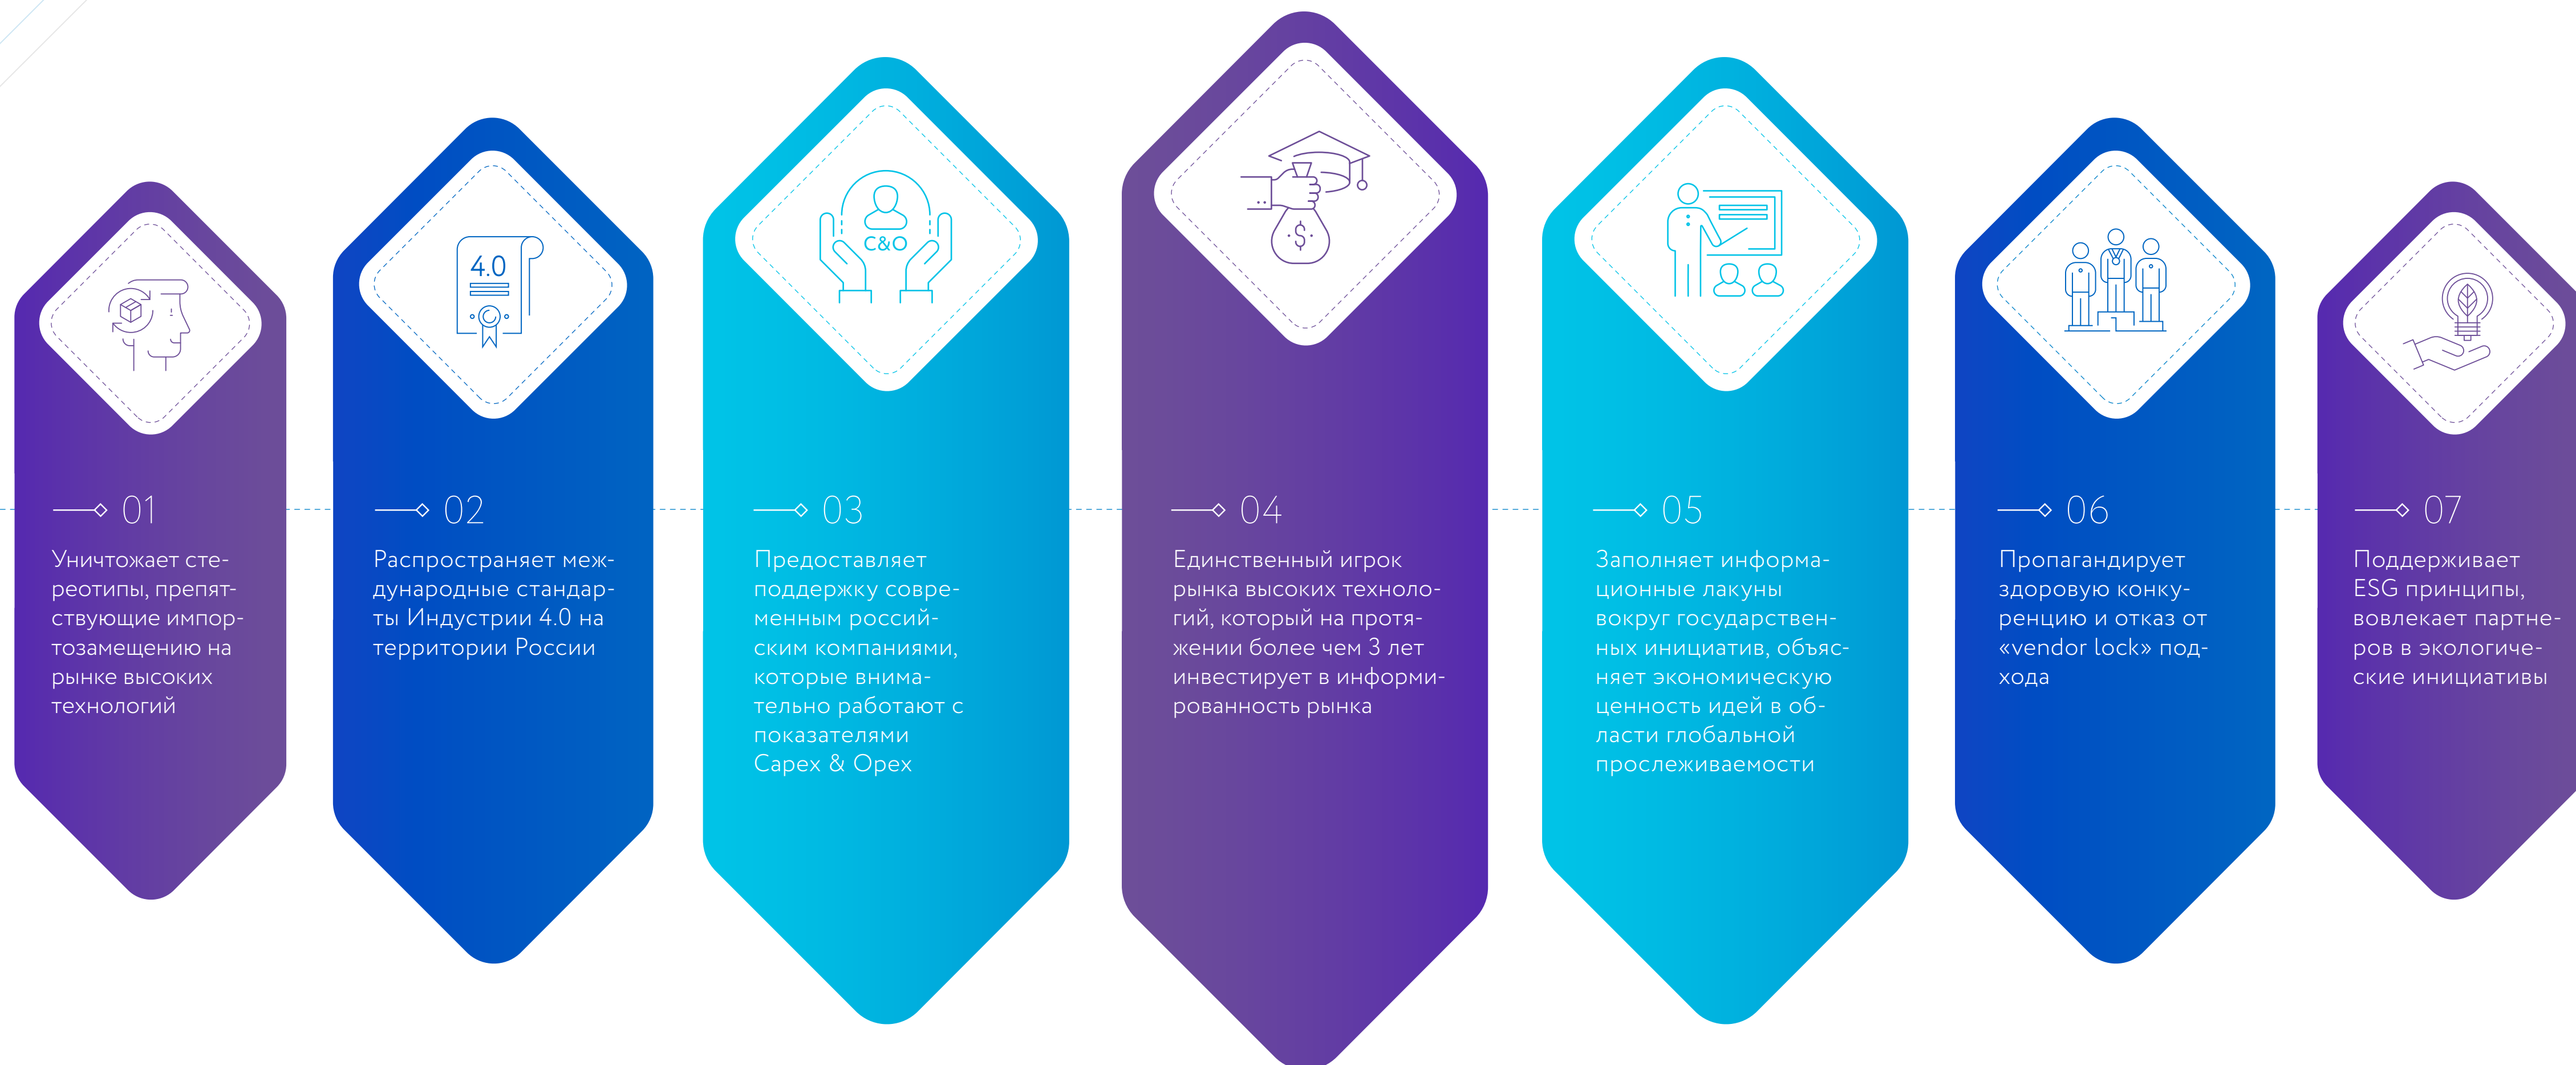 01
Уничтожает сте-
реотипы, препят-
ствующие импор-
тозамещению на
рынке высоких
технологий
4.0
02
Распространяет меж-
дународные стандар-
ты Индустрии 4.0 на
территории России
C&O
03
Предоставляет
поддержку совре-
менным россий-
ским компаниями,
которые внима-
тельно работают с
показателями
Capex & Opex
$
04
Единственный игрок
рынка высоких техноло-
гий, который на протя-
жении более чем 3 лет
инвестирует в информи-
рованность рынка
05
Заполняет информа-
ционные лакуны
вокруг государствен-
ных инициатив, объяс-
няет экономическую
ценность идей в об-
ласти глобальной
прослеживаемости
06
Пропагандирует
здоровую конку-
ренцию и отказ от
«vendor lock» под-
хода
07
Поддерживает
ESG принципы,
вовлекает партне-
ров в экологиче-
ские инициативы